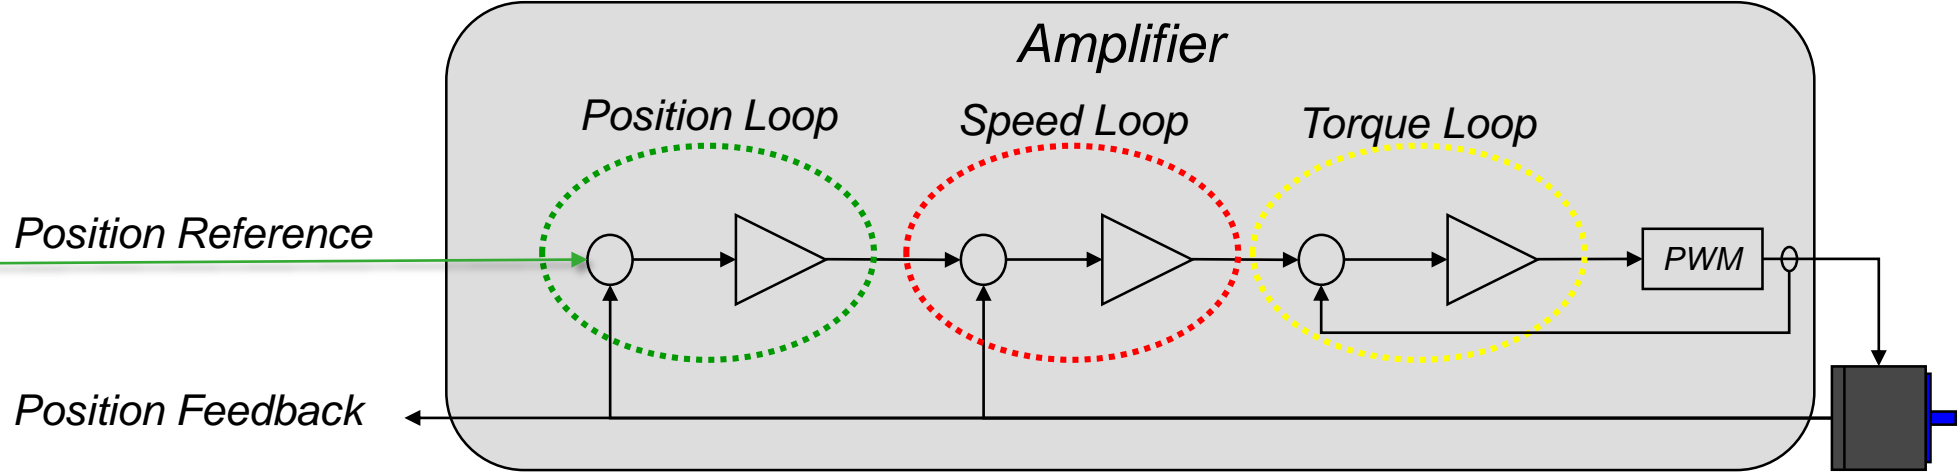 Amplifier
Position Loop
Speed Loop
Torque Loop
Position Reference
PWM
Position Feedback